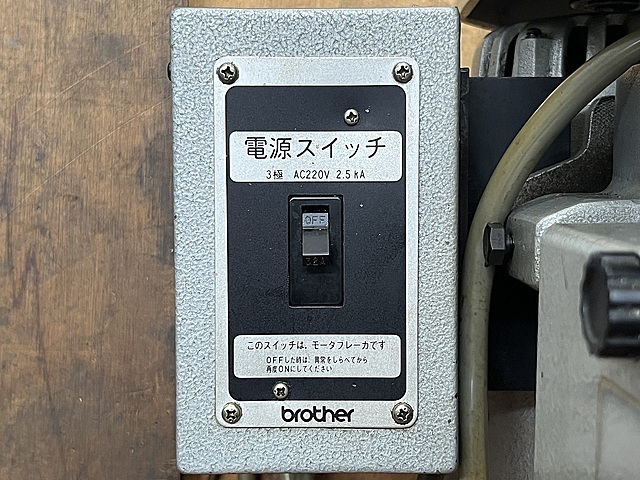 電源スイッチ
3極 AC220V 2.5kA
OFF
32A
このスイッチは、モータブレーカです
OFFした時は、異常をしらべてから
再度ONにしてください
brother